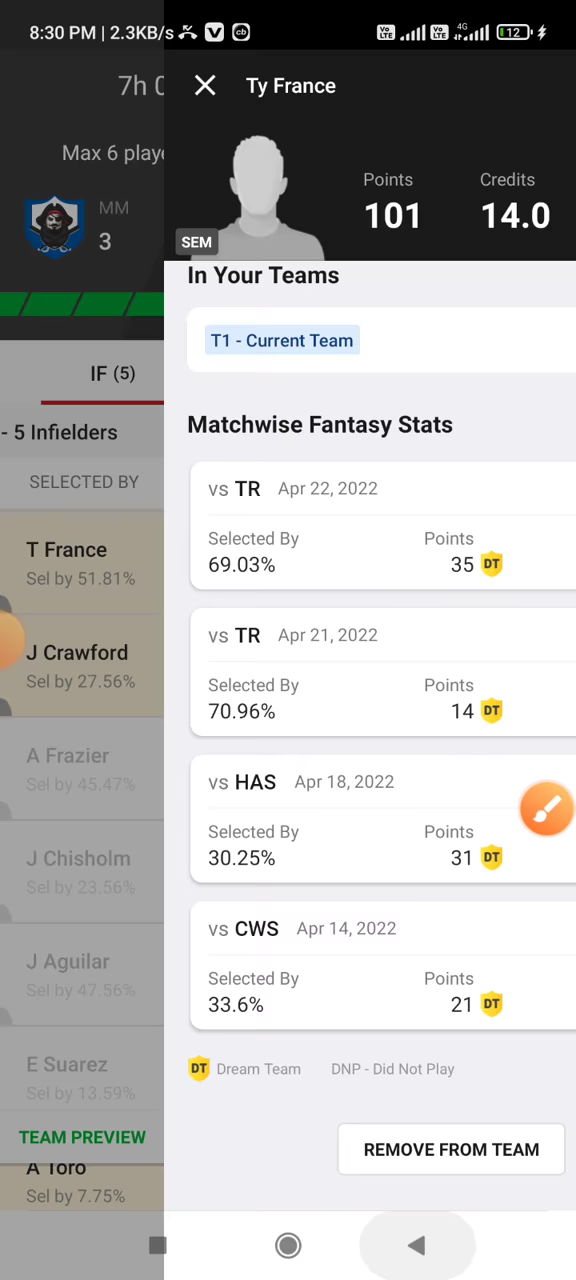 8:30 PM | 2.3KB/s
12
7h 0
Max 6 playe
MM
3
IF (5)
- 5 Infielders
SELECTED BY
T France
Sel by 51.81%
J Crawford
Sel by 27.56%
A Frazier
Sel by 45.47%
J Chisholm
Sel by 23.56%
J Aguilar
Sel by 47.56%
E Suarez
Sel by 13.59%
TEAM PREVIEW
A Toro
Sel by 7.75%
Ty France
SEM
Points
Credits
101
14.0
In Your Teams
T1 - Current Team
Matchwise Fantasy Stats
vs TR Apr 22, 2022
Selected By Points
69.03% 35 DT
vs TR Apr 21, 2022
Selected By Points
70.96% 14 DT
vs HAS Apr 18, 2022
Selected By Points
30.25% 31 DT
vs CWS Apr 14, 2022
Selected By Points
33.6% 21 DT
DT Dream Team DNP - Did Not Play
REMOVE FROM TEAM